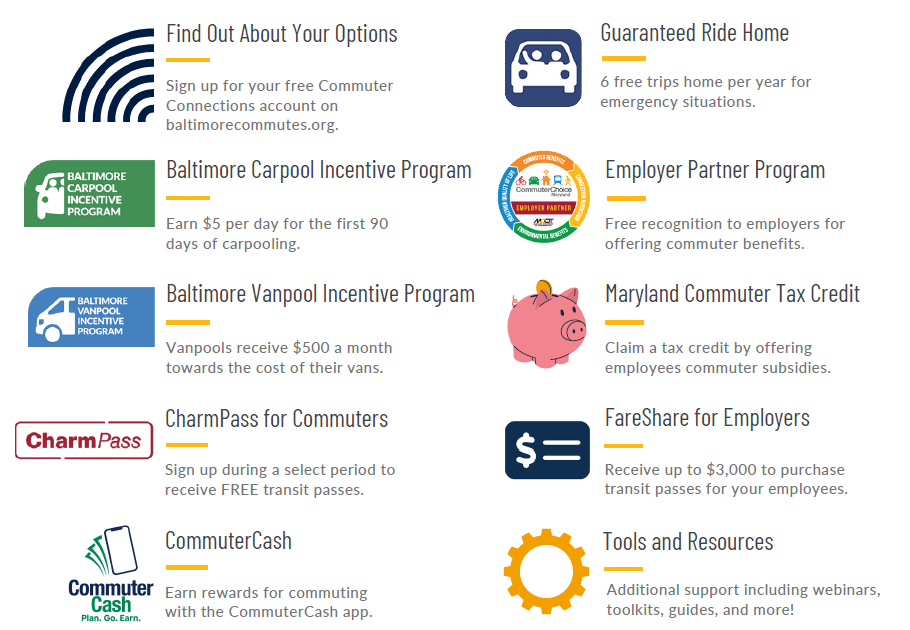 Find Out About Your Options
Sign up for your free Commuter
Connections account on
baltimorecommutes.org.
BALTIMORE
CARPOOL
INCENTIVE
PROGRAM
Baltimore Carpool Incentive Program
Earn $5 per day for the first 90
days of carpooling.
BALTIMORE
VANPOOL
INCENTIVE
PROGRAM
Baltimore Vanpool Incentive Program
Vanpools receive $500 a month
towards the cost of their vans.
CharmPass
CharmPass for Commuters
Sign up during a select period to
receive FREE transit passes.
Commuter
Cash
Plan. Go. Earn.
CommuterCash
Earn rewards for commuting
with the CommuterCash app.
Guaranteed Ride Home
6 free trips home per year for
emergency situations.
COMMUTER BENEFITS
CommuterChoice
Maryland
EMPLOYER PARTNER
ENVIRONMENTAL BENEFITS
Employer Partner Program
Free recognition to employers for
offering commuter benefits.
Maryland Commuter Tax Credit
Claim a tax credit by offering
employees commuter subsidies.
$
FareShare for Employers
Receive up to $3,000 to purchase
transit passes for your employees.
Tools and Resources
Additional support including webinars,
toolkits, guides, and more!